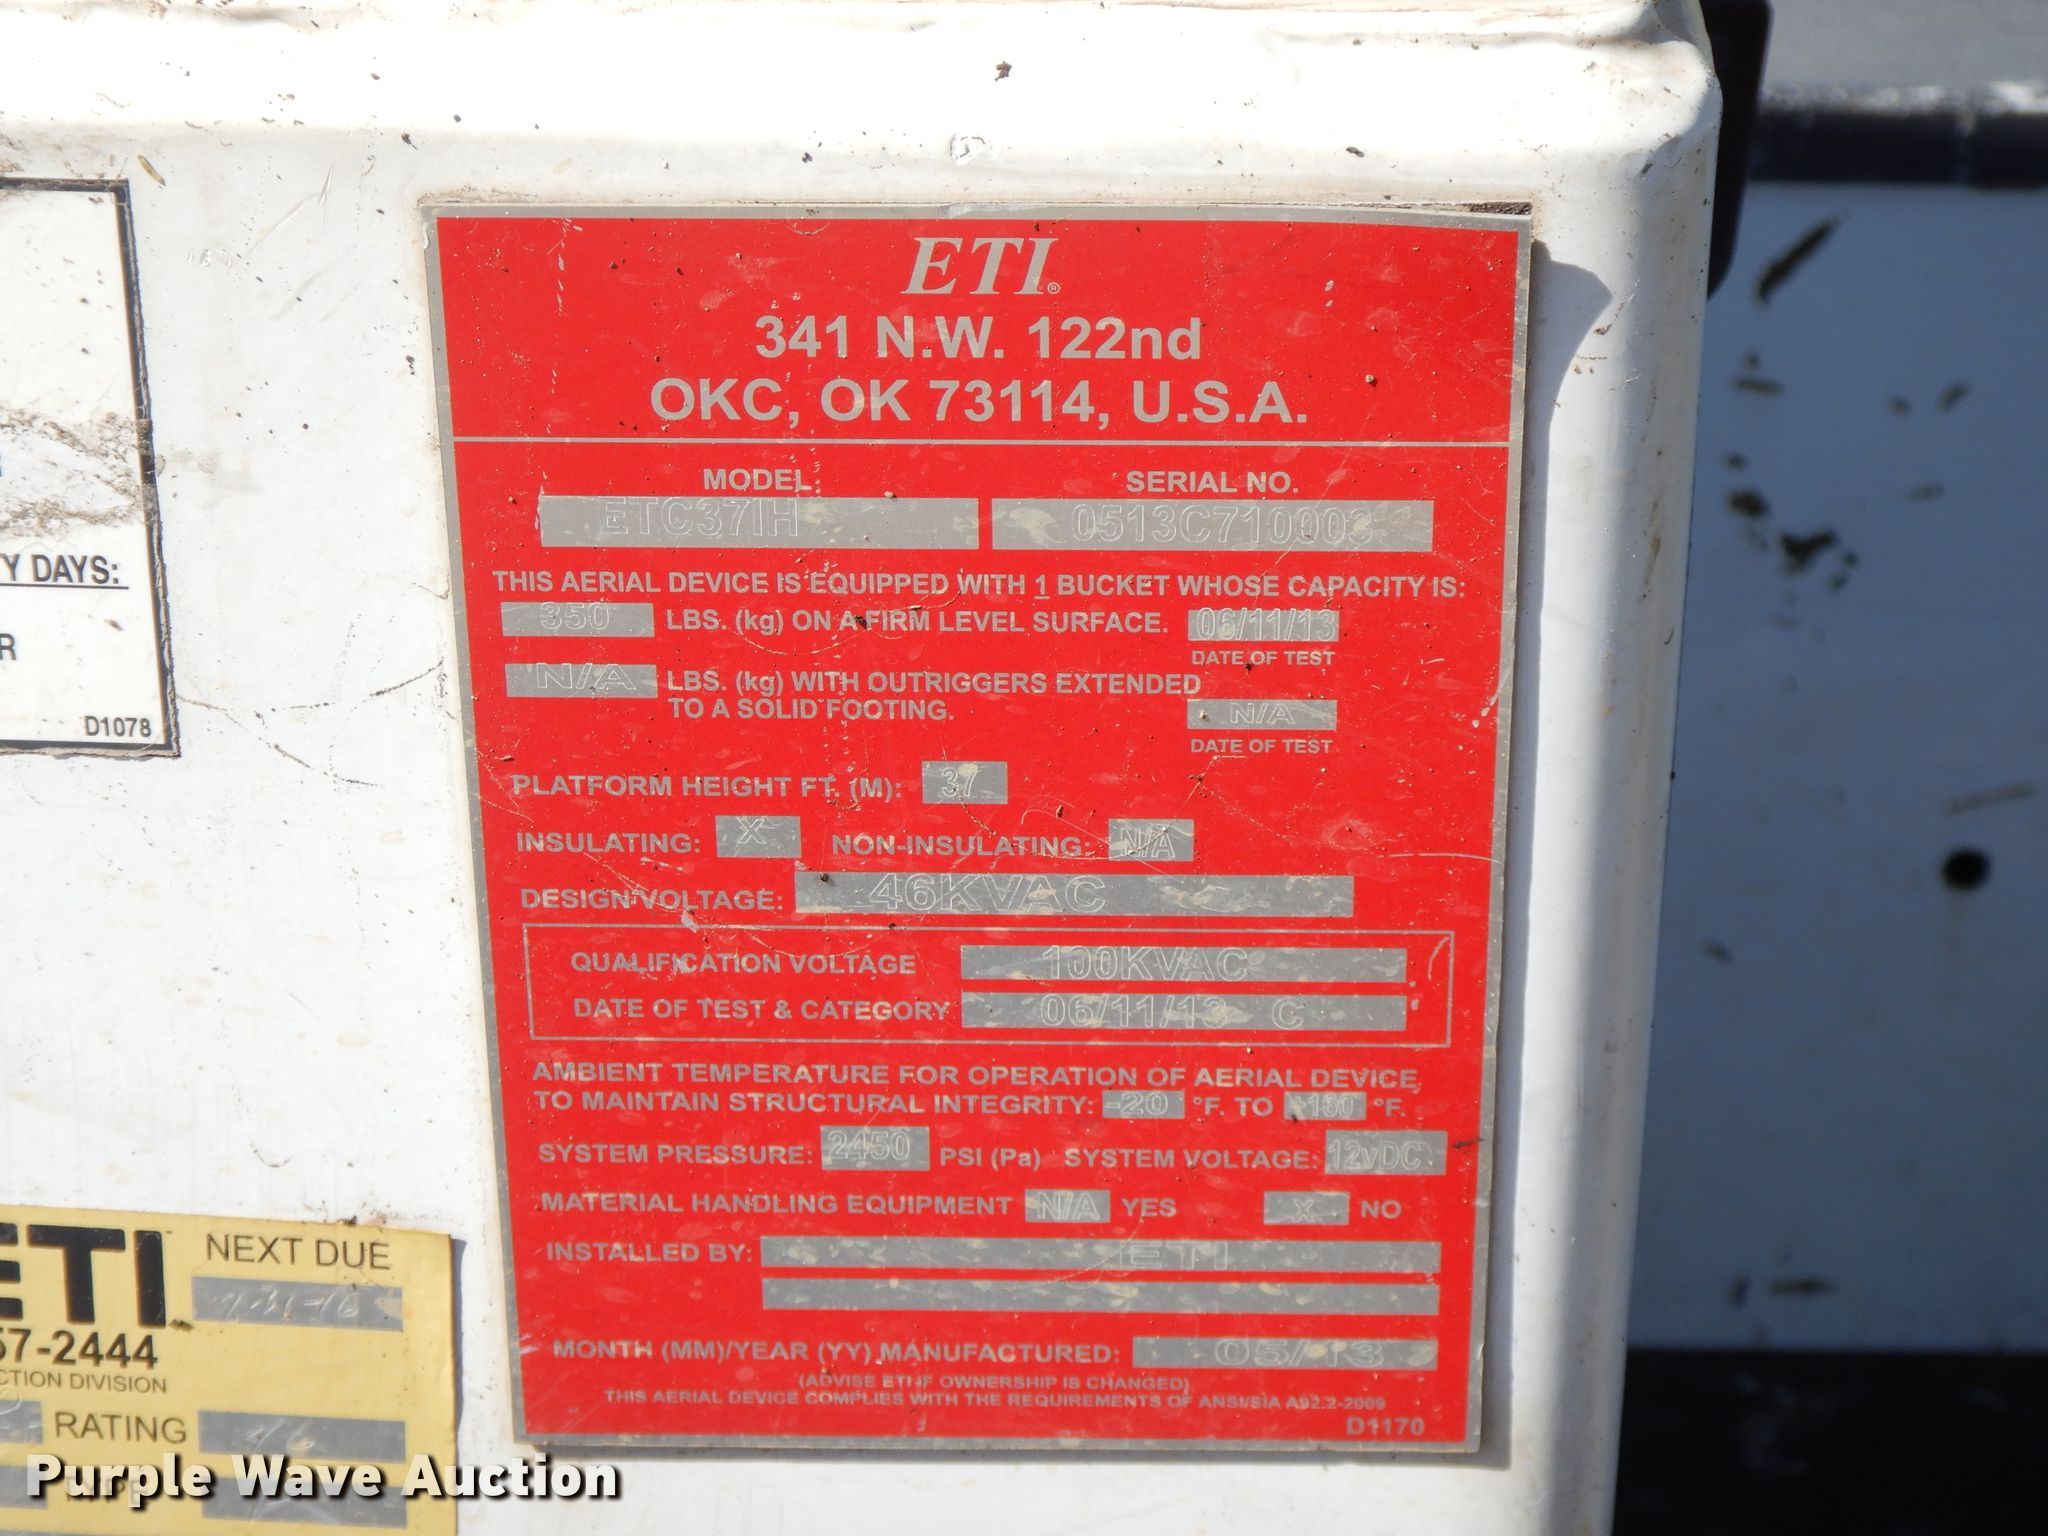 ETI®
341 N.W. 122nd
OKC, OK 73114, U.S.A.
MODEL SERIAL NO.
ETC37IH 0513C710003
THIS AERIAL DEVICE IS EQUIPPED WITH 1 BUCKET WHOSE CAPACITY IS:
350 LBS. (kg) ON A FIRM LEVEL SURFACE. 06/11/13
DATE OF TEST
N/A LBS. (kg) WITH OUTRIGGERS EXTENDED
TO A SOLID FOOTING. N/A
DATE OF TEST
PLATFORM HEIGHT FT. (M): 37
INSULATING: X NON-INSULATING: N/A
DESIGN VOLTAGE: 46KVAC
QUALIFICATION VOLTAGE 100KVAC
DATE OF TEST & CATEGORY 06/11/13 C
AMBIENT TEMPERATURE FOR OPERATION OF AERIAL DEVICE
TO MAINTAIN STRUCTURAL INTEGRITY: -20 °F. TO °F.
SYSTEM PRESSURE: 2450 PSI (Pa) SYSTEM VOLTAGE: 12vDC
MATERIAL HANDLING EQUIPMENT N/A YES X NO
INSTALLED BY: ETI
MONTH (MM)/YEAR (YY) MANUFACTURED: 05/13
(ADVISE ETI IF OWNERSHIP IS CHANGED)
THIS AERIAL DEVICE COMPLIES WITH THE REQUIREMENTS OF ANSI/SIA A92.2-2009
D1170
Y DAYS:
R
D1078
ETI NEXT DUE
57-2444
CTION DIVISION
RATING 46
TYPE
Purple Wave Auction